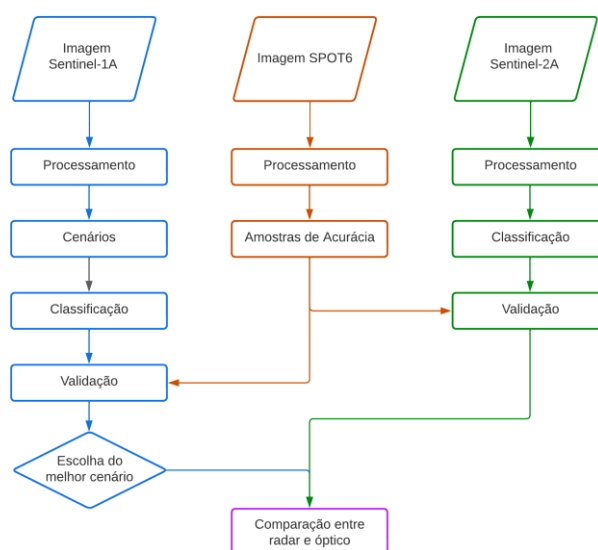 Imagem
Sentinel-1A
Imagem SPOT6
Imagem
Sentinel-2A
Processamento
Processamento
Processamento
Cenários
Amostras de Acurácia
Classificação
Classificação
Validação
Validação
Escolha do
melhor cenário
Comparação entre
radar e óptico